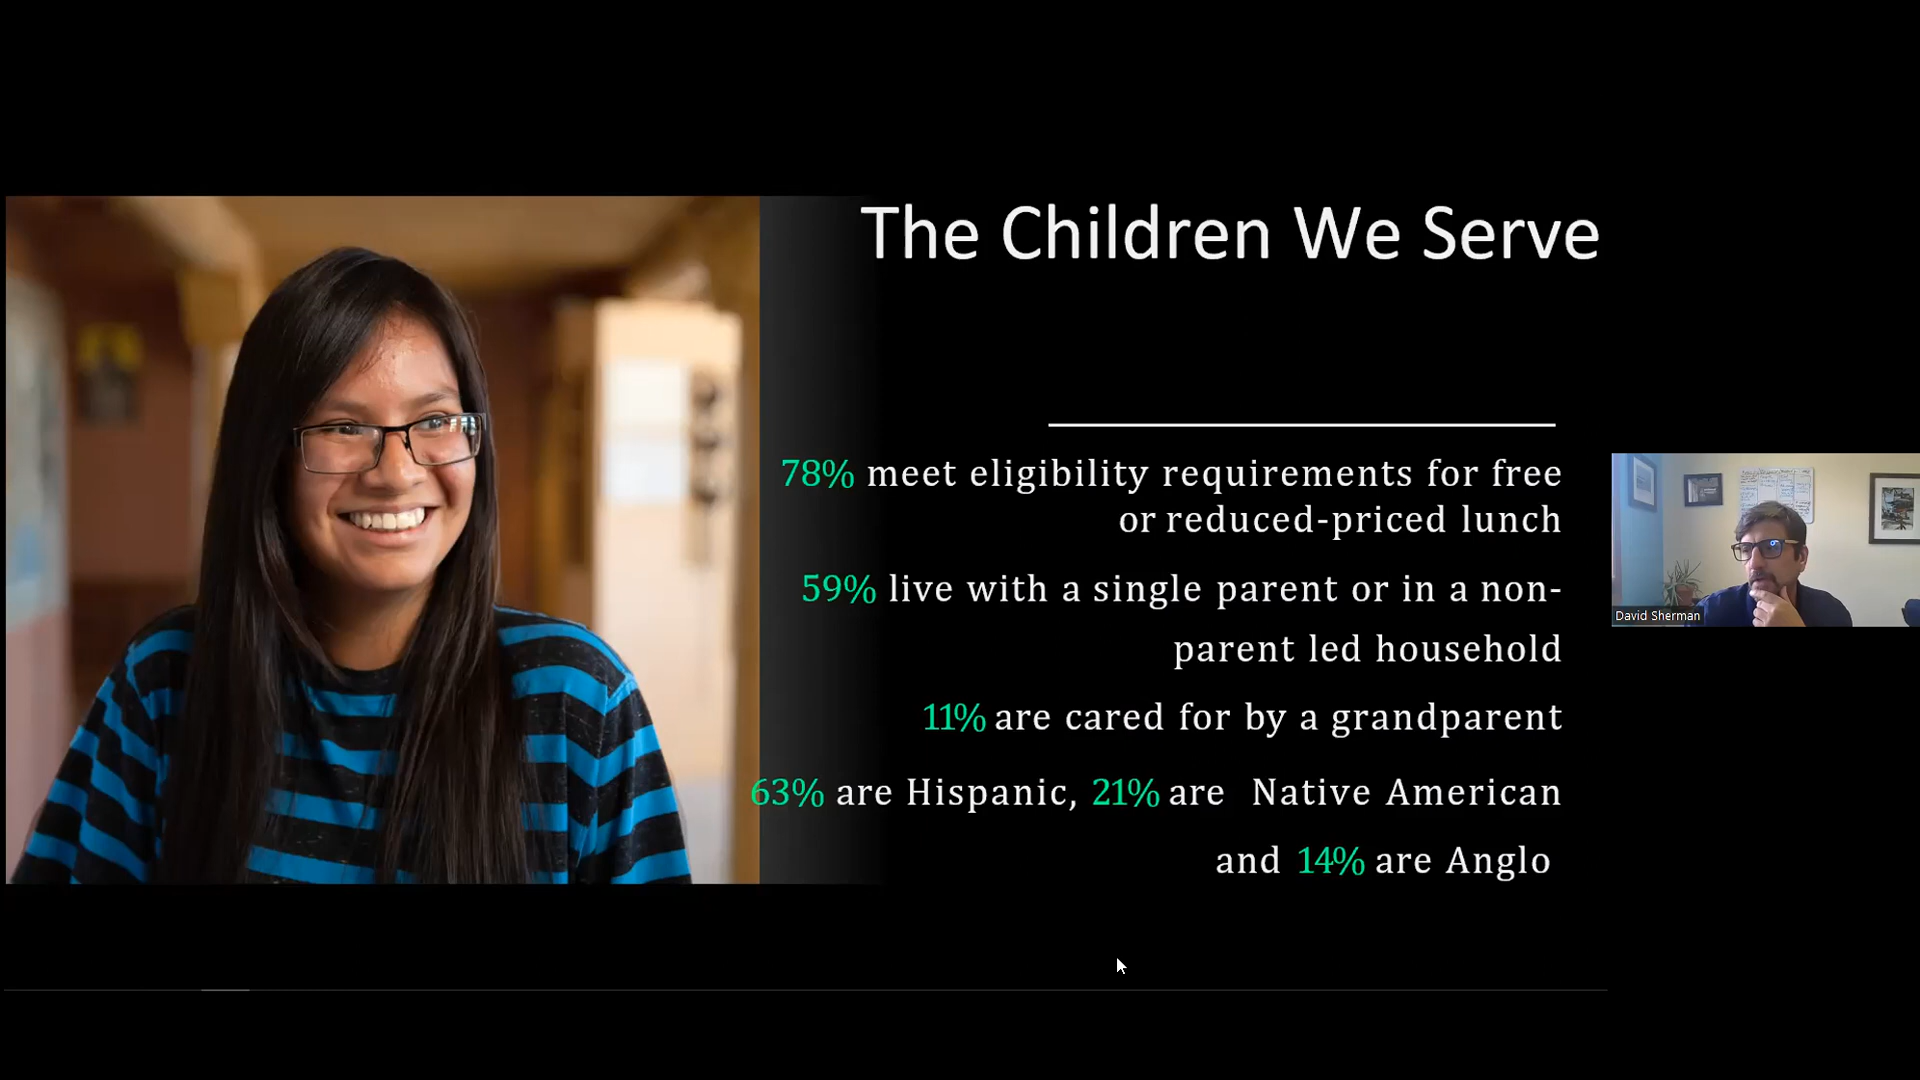 The Children We Serve
78% meet eligibility requirements for free
or reduced-priced lunch
59% live with a single parent or in a non-
parent led household
11% are cared for by a grandparent
63% are Hispanic, 21% are Native American
and 14% are Anglo
David Sherman